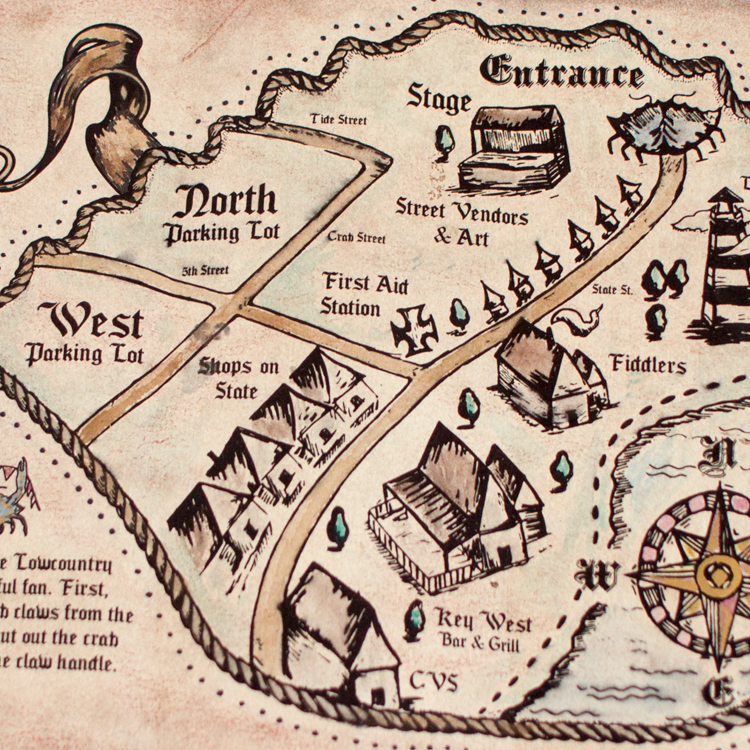 Entrance
Stage
Tide Street
North
Parking Lot
Street Vendors
& Art
Crab Street
5th Street
First Aid
Station
State St.
West
Parking Lot
Shops on
State
Fiddlers
N
W
E
Lowcountry
fan. First,
claws from the
out the crab
claw handle.
Key West
Bar & Grill
CVS